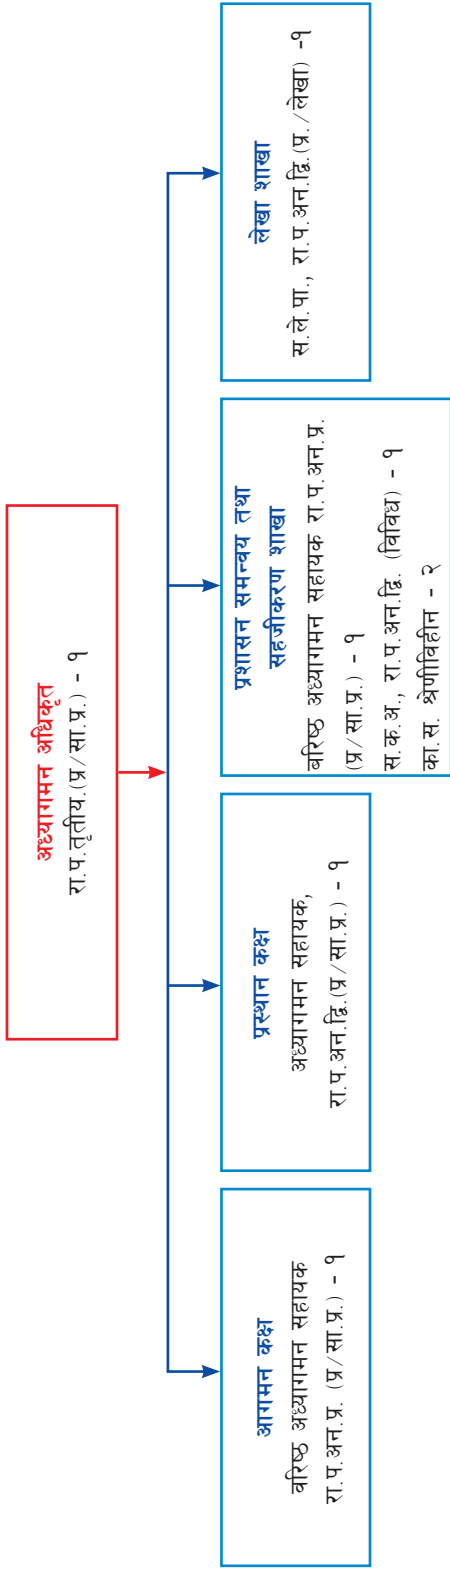 अध्यागमन अधिकृत
रा.प.तृतीय.(प्र/सा.प्र.) - १
आगमन कक्ष
वरिष्ठ अध्यागमन सहायक
रा.प.अन.प्र. (प्र/सा.प्र.) - १
प्रस्थान कक्ष
अध्यागमन सहायक,
रा.प.अन.द्वि.(प्र/सा.प्र.) - १
प्रशासन समन्वय तथा
सहजीकरण शाखा
वरिष्ठ अध्यागमन सहायक रा.प.अन.प्र.
(प्र/सा.प्र.) - १
स.क.अ., रा.प.अन.द्वि. (विविध) - १
का.स. श्रेणीविहीन - २
लेखा शाखा
स.ले.पा., रा.प.अन.द्वि.(प्र./लेखा) -१